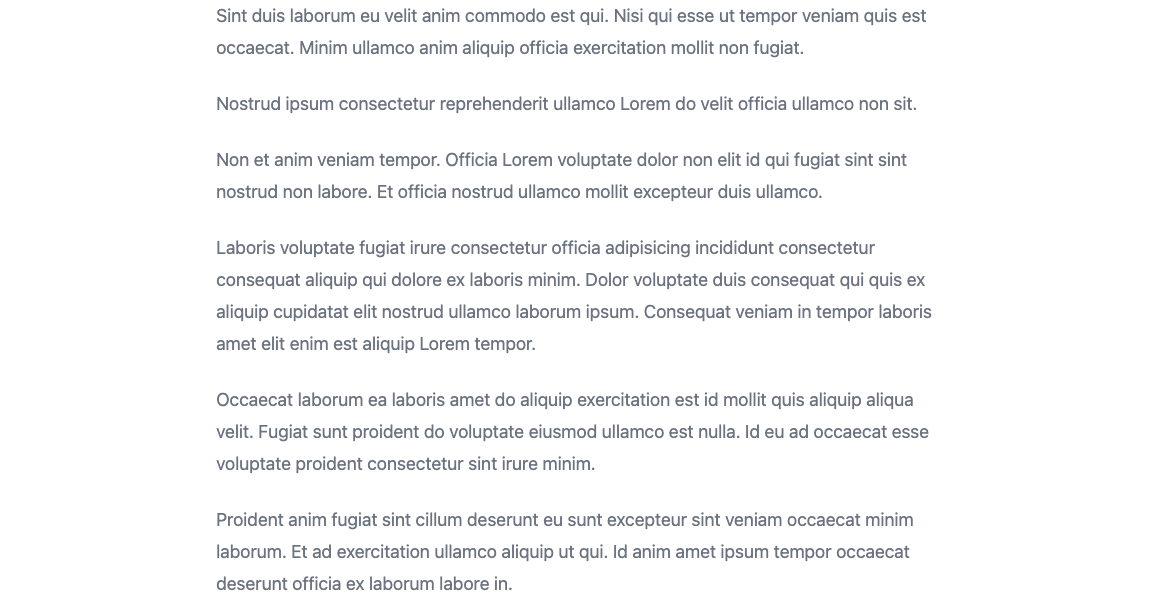 Sint duis laborum eu velit anim commodo est qui. Nisi qui esse ut tempor veniam quis est
occaecat. Minim ullamco anim aliquip officia exercitation mollit non fugiat.
Nostrud ipsum consectetur reprehenderit ullamco Lorem do velit officia ullamco non sit.
Non et anim veniam tempor. Officia Lorem voluptate dolor non elit id qui fugiat sint sint
nostrud non labore. Et officia nostrud ullamco mollit excepteur duis ullamco.
Laboris voluptate fugiat irure consectetur officia adipisicing incididunt consectetur
consequat aliquip qui dolore ex laboris minim. Dolor voluptate duis consequat qui quis ex
aliquip cupidatat elit nostrud ullamco laborum ipsum. Consequat veniam in tempor laboris
amet elit enim est aliquip Lorem tempor.
Occaecat laborum ea laboris amet do aliquip exercitation est id mollit quis aliquip aliqua
velit. Fugiat sunt proident do voluptate eiusmod ullamco est nulla. Id eu ad occaecat esse
voluptate proident consectetur sint irure minim.
Proident anim fugiat sint cillum deserunt eu sunt excepteur sint veniam occaecat minim
laborum. Et ad exercitation ullamco aliquip ut qui. Id anim amet ipsum tempor occaecat
deserunt officia ex laborum labore in.